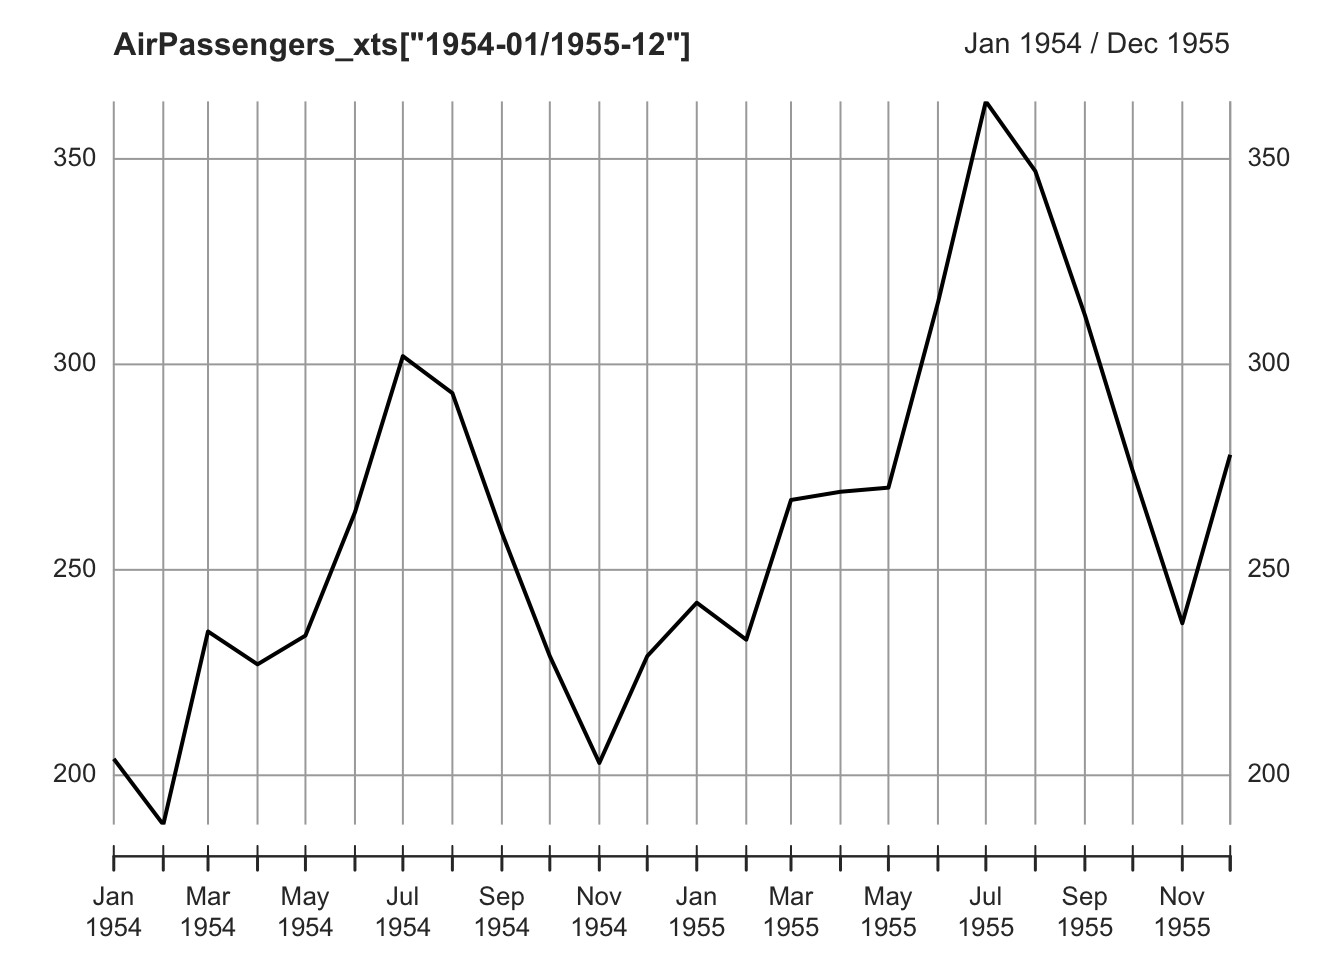 AirPassengers_xts["1954-01/1955-12"] Jan 1954 / Dec 1955
350 350
300 300
250 250
200 200
Jan Mar May Jul Sep Nov Jan Mar May Jul Sep Nov
1954 1954 1954 1954 1954 1954 1955 1955 1955 1955 1955 1955